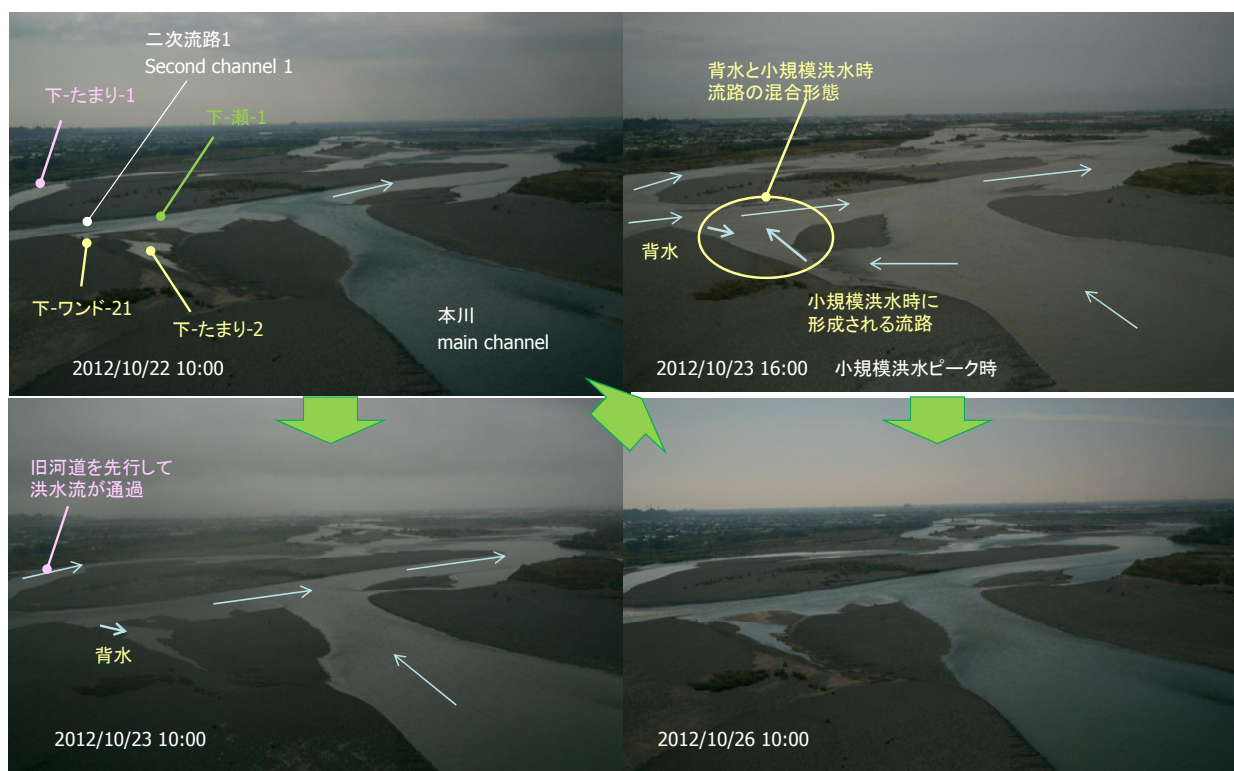 二次流路1
Second channel 1
下-たまり-1
下-瀬-1
下-ワンド-21
下-たまり-2
本川
main channel
2012/10/22 10:00
背水と小規模洪水時
流路の混合形態
背水
小規模洪水時に
形成される流路
2012/10/23 16:00 小規模洪水ピーク時
旧河道を先行して
洪水流が通過
背水
2012/10/23 10:00
2012/10/26 10:00